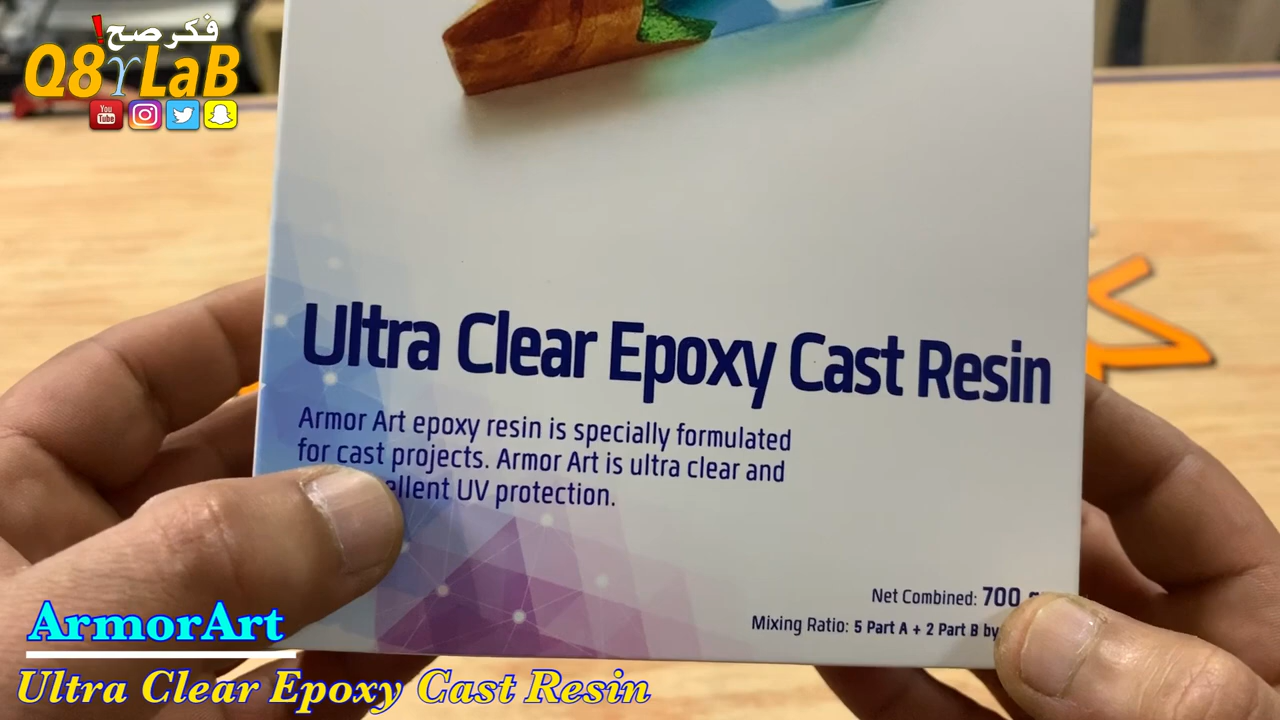 فكر صح!
Q8YLaB
You
Tube
Ultra Clear Epoxy Cast Resin
Armor Art epoxy resin is specially formulated
for cast projects. Armor Art is ultra clear and
UV protection.
Net Combined: 700
Mixing Ratio: 5 Part A + 2 Part B by
ArmorArt
Ultra Clear Epoxy Cast Resin